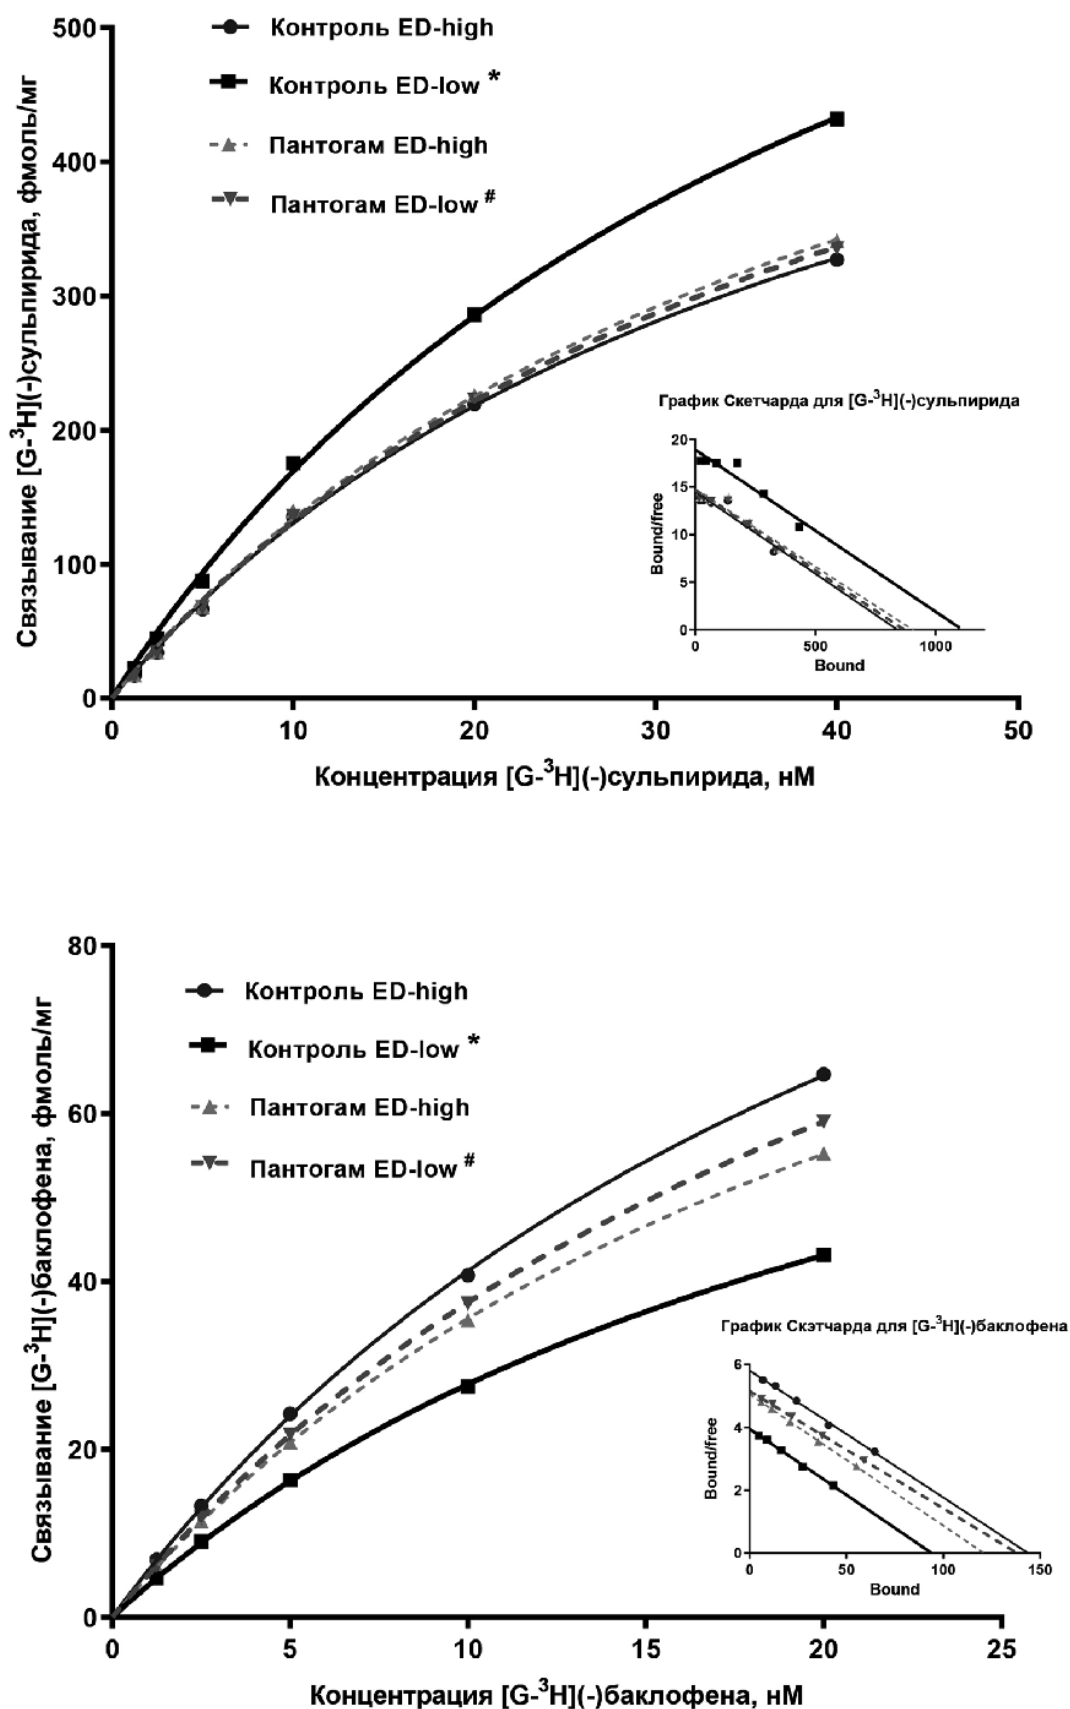 500
400
300
200
100
0
Связывание [G-³H](-)сульпирида, фмоль/мг
Контроль ED-high
Контроль ED-low *
Пантогам ED-high
Пантогам ED-low #
График Скетчарда для [G-³H](-)сульпирида
20
15
10
5
0
Bound/free
0 500 1000
Bound
0 10 20 30 40 50
Концентрация [G-³H](-)сульпирида, нМ
80
60
40
20
0
Связывание [G-³H](-)баклофена, фмоль/мг
Контроль ED-high
Контроль ED-low *
Пантогам ED-high
Пантогам ED-low #
График Скэтчарда для [G-³H](-)баклофена
6
4
2
0
Bound/free
0 50 100 150
Bound
0 5 10 15 20 25
Концентрация [G-³H](-)баклофена, нМ